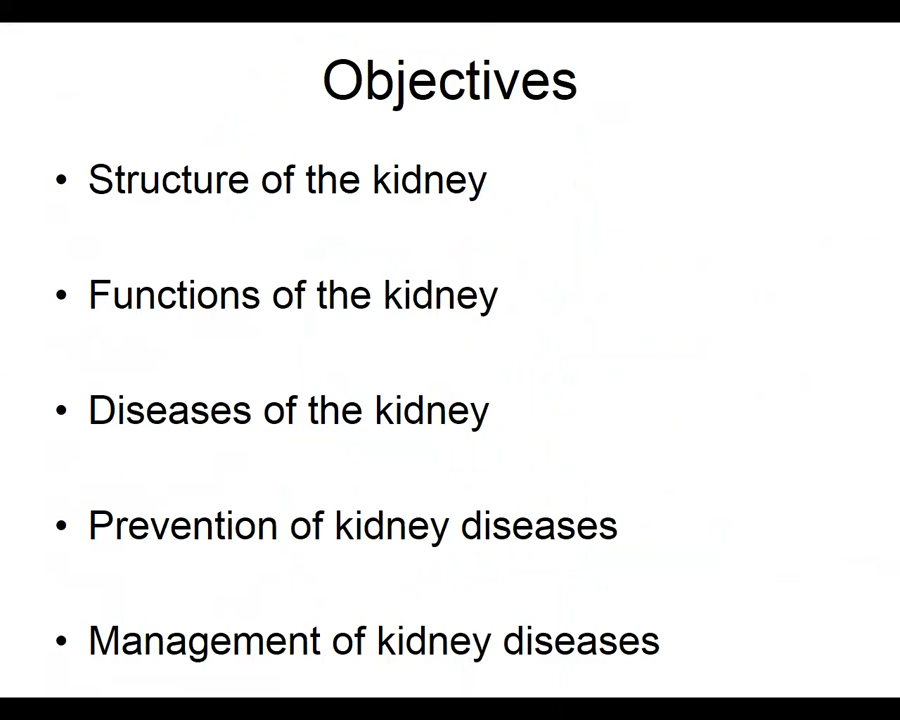 Objectives
• Structure of the kidney
• Functions of the kidney
• Diseases of the kidney
• Prevention of kidney diseases
• Management of kidney diseases